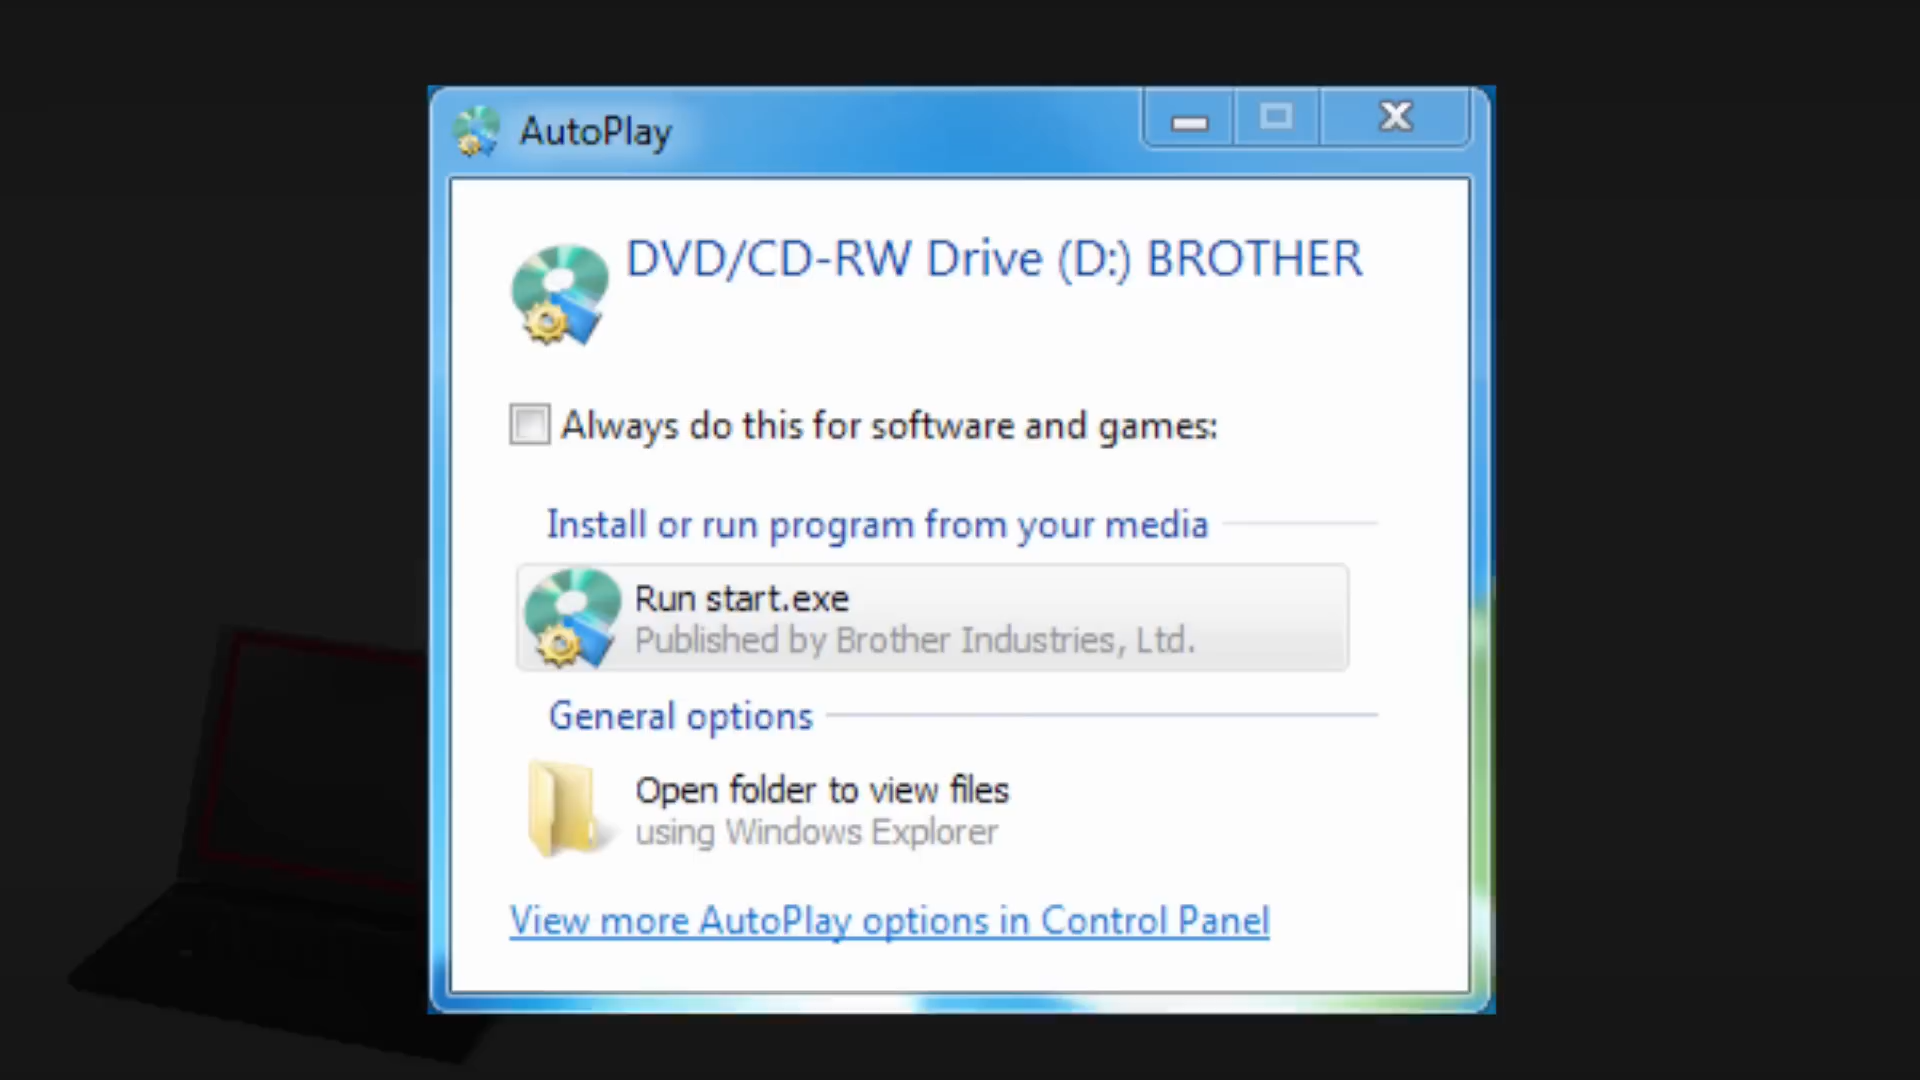 AutoPlay
DVD/CD-RW Drive (D:) BROTHER
Always do this for software and games:
Install or run program from your media
Run start.exe
Published by Brother Industries, Ltd.
General options
Open folder to view files
using Windows Explorer
View more AutoPlay options in Control Panel